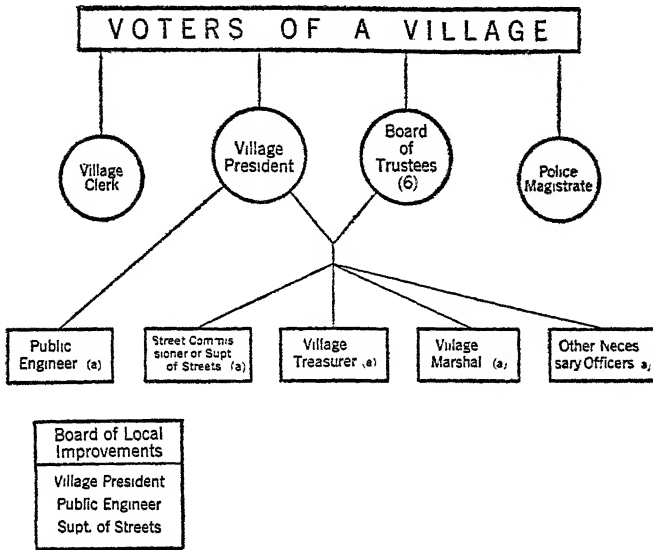 VOTERS OF A VILLAGE
Village
Clerk
Village
President
Board
of
Trustees
(6)
Police
Magistrate
Public
Engineer (a)
Street Commis
sioner or Supt
of Streets (a)
Village
Treasurer (a)
Village
Marshal (a)
Other Neces
sary Officers a)
Board of Local
Improvements
Village President
Public Engineer
Supt. of Streets